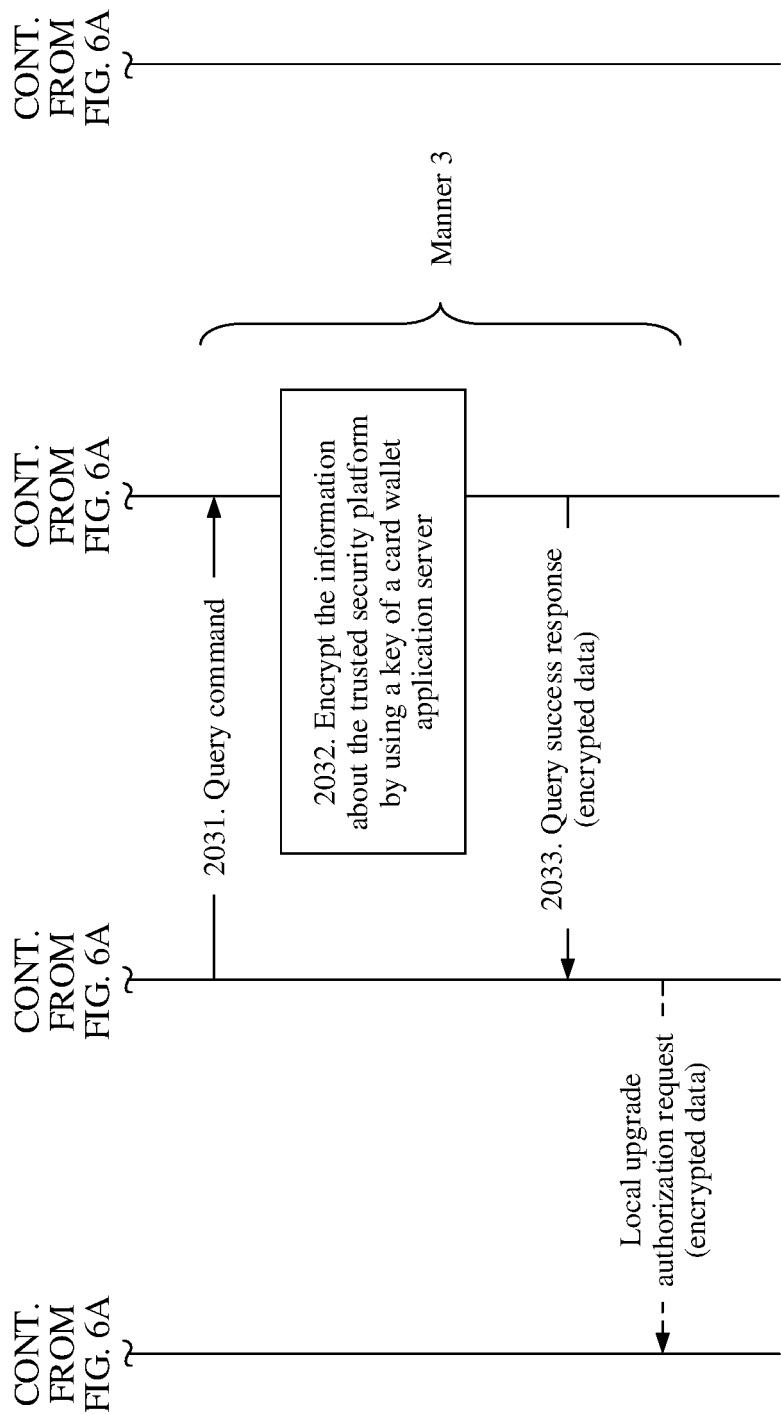 CONT.
FROM
FIG. 6A
CONT.
FROM
FIG. 6A
CONT.
FROM
FIG. 6A
CONT.
FROM
FIG. 6A
2031. Query command
2032. Encrypt the information
about the trusted security platform
by using a key of a card wallet
application server
Manner 3
2033. Query success response
(encrypted data)
Local upgrade
authorization request
(encrypted data)